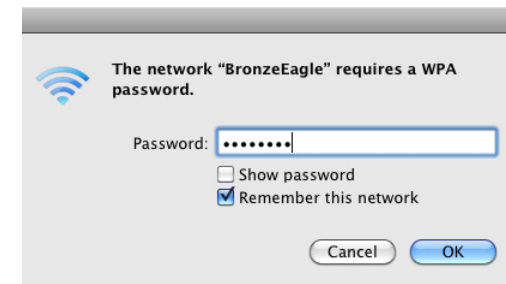 The network “BronzeEagle” requires a WPA
password.
Password: ••••••••
Show password
Remember this network
Cancel OK